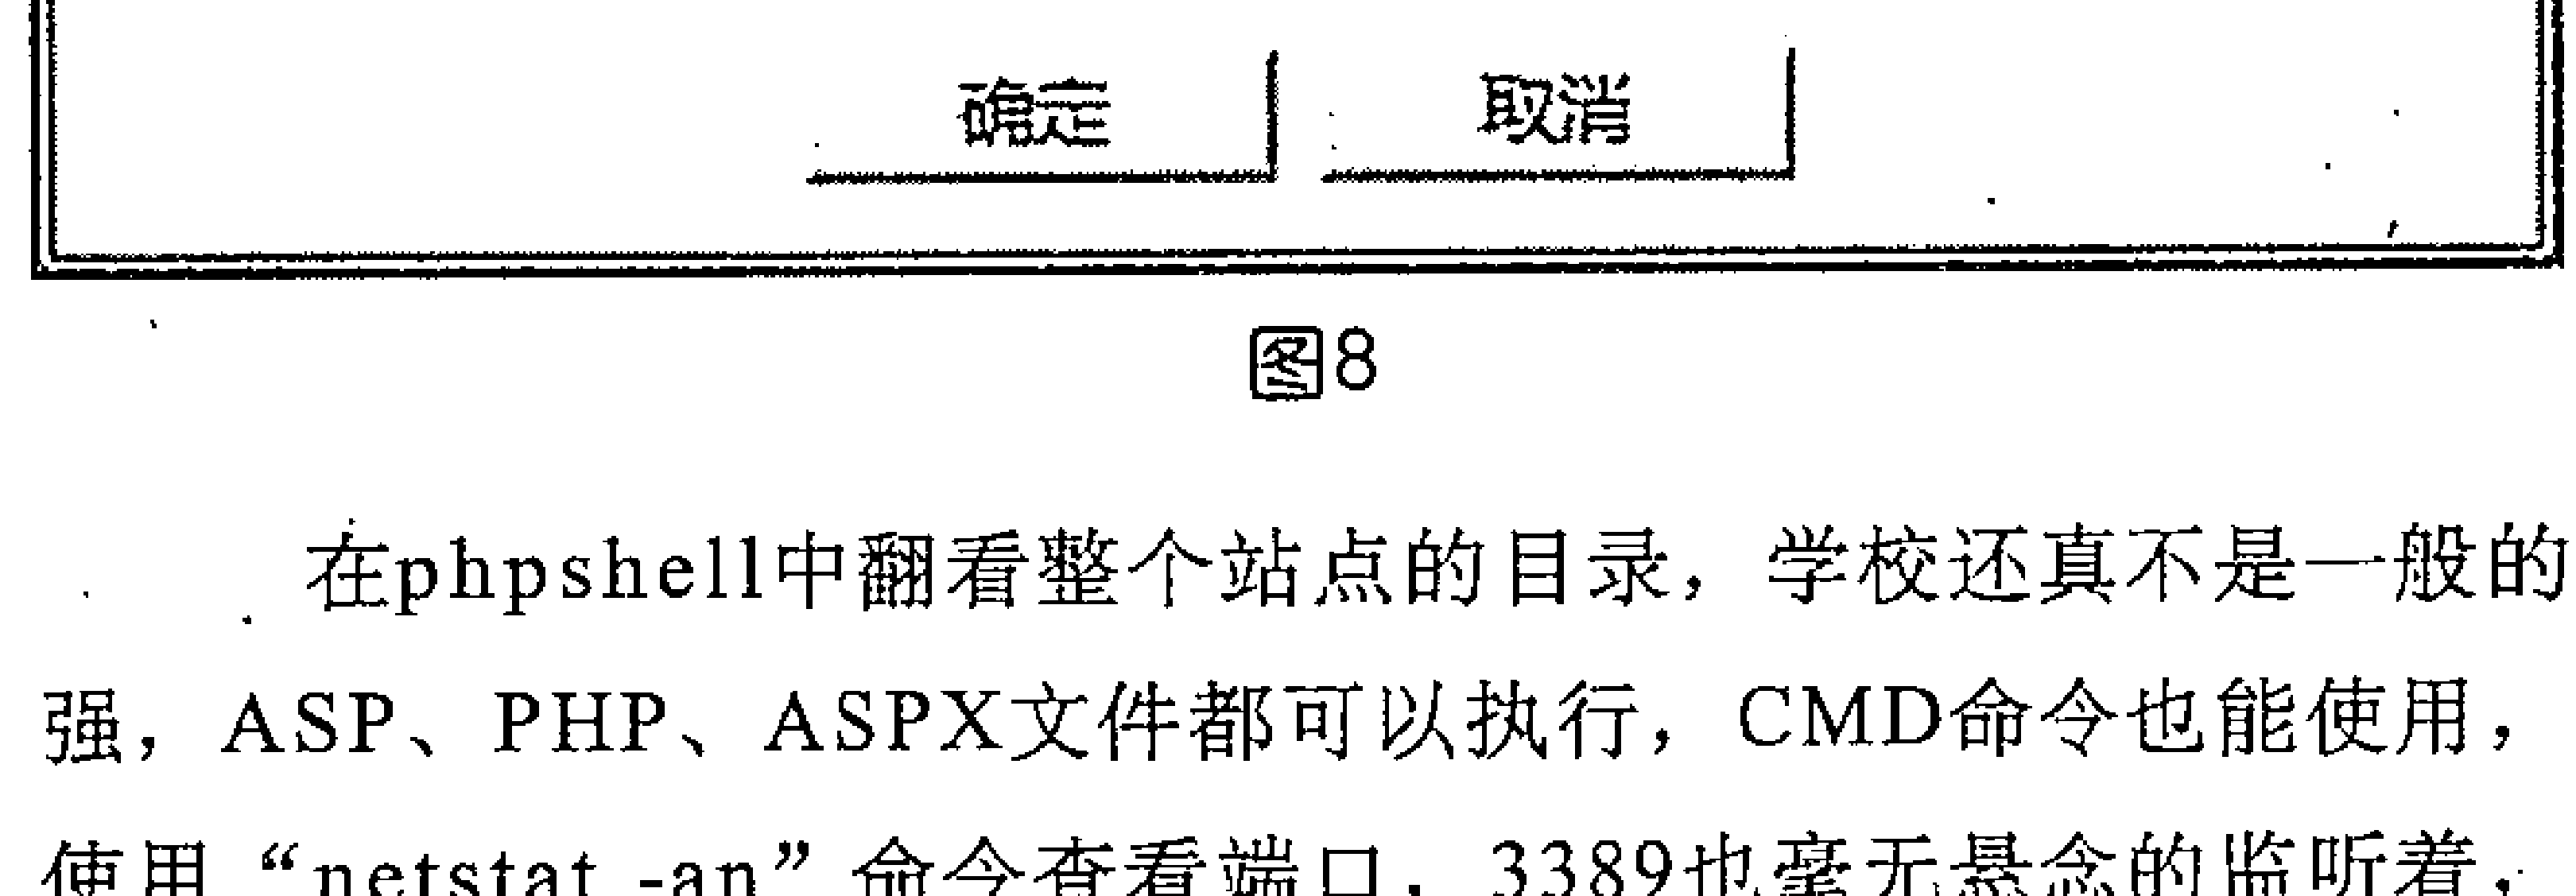 确定 取消
图8
在phpshell中翻看整个站点的目录，学校还真不是一般的
强，ASP、PHP、ASPX文件都可以执行，CMD命令也能使用，
使用“netstat -an”命令查看端口，3389也毫无悬念的监听着，